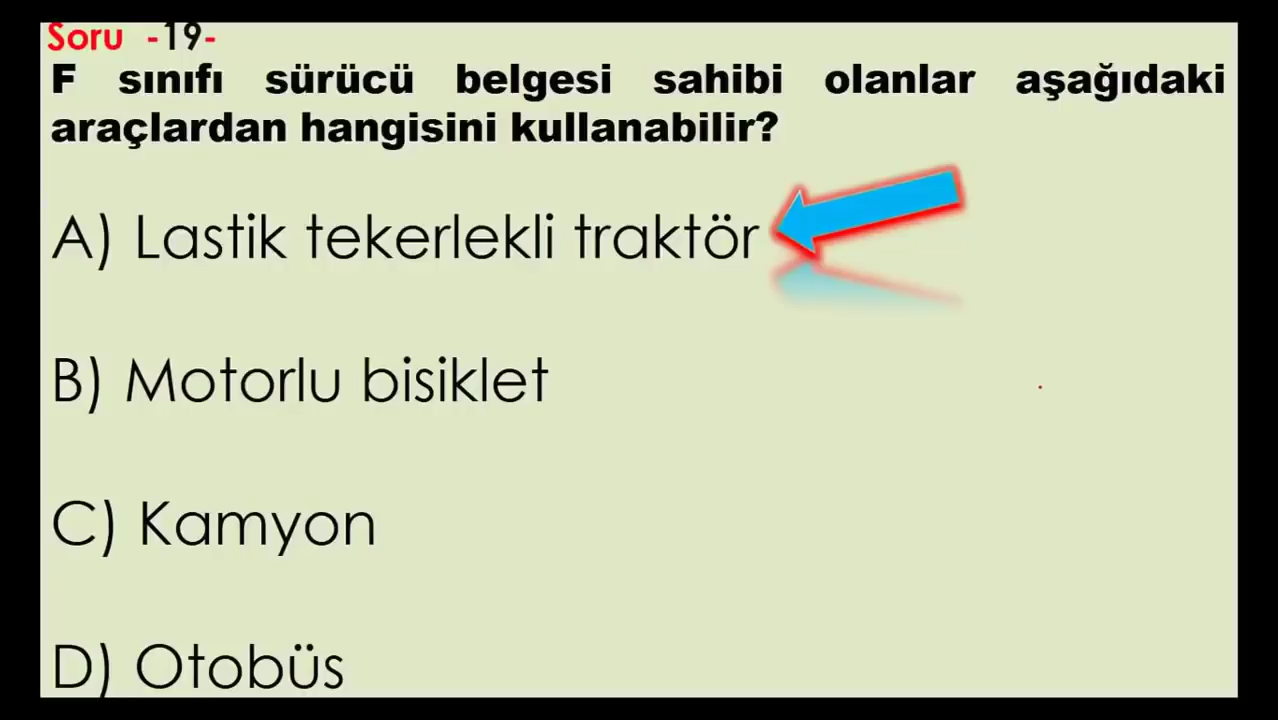 Soru -19-
F sınıfı sürücü belgesi sahibi olanlar aşağıdaki
araçlardan hangisini kullanabilir?
A) Lastik tekerlekli traktör
B) Motorlu bisiklet
C) Kamyon
D) Otobüs